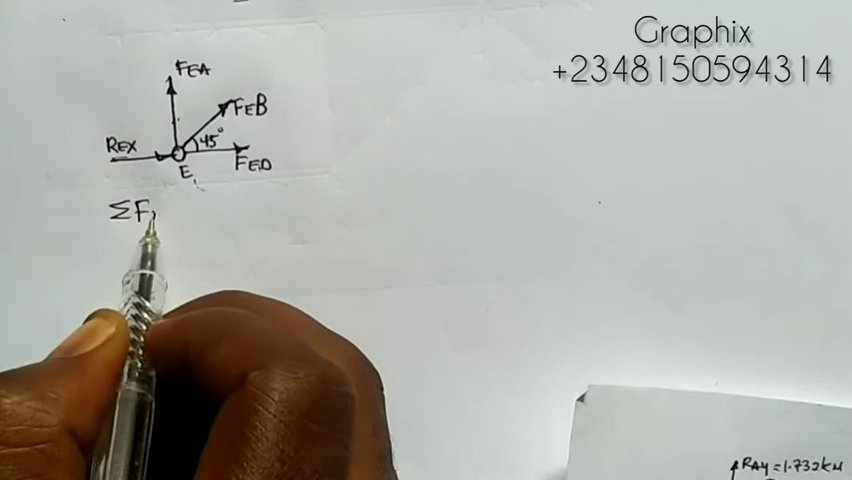 Graphix
+2348150594314
FEA
FEB
45°
REX
FED
E
ΣF
RAY = 1.732KN